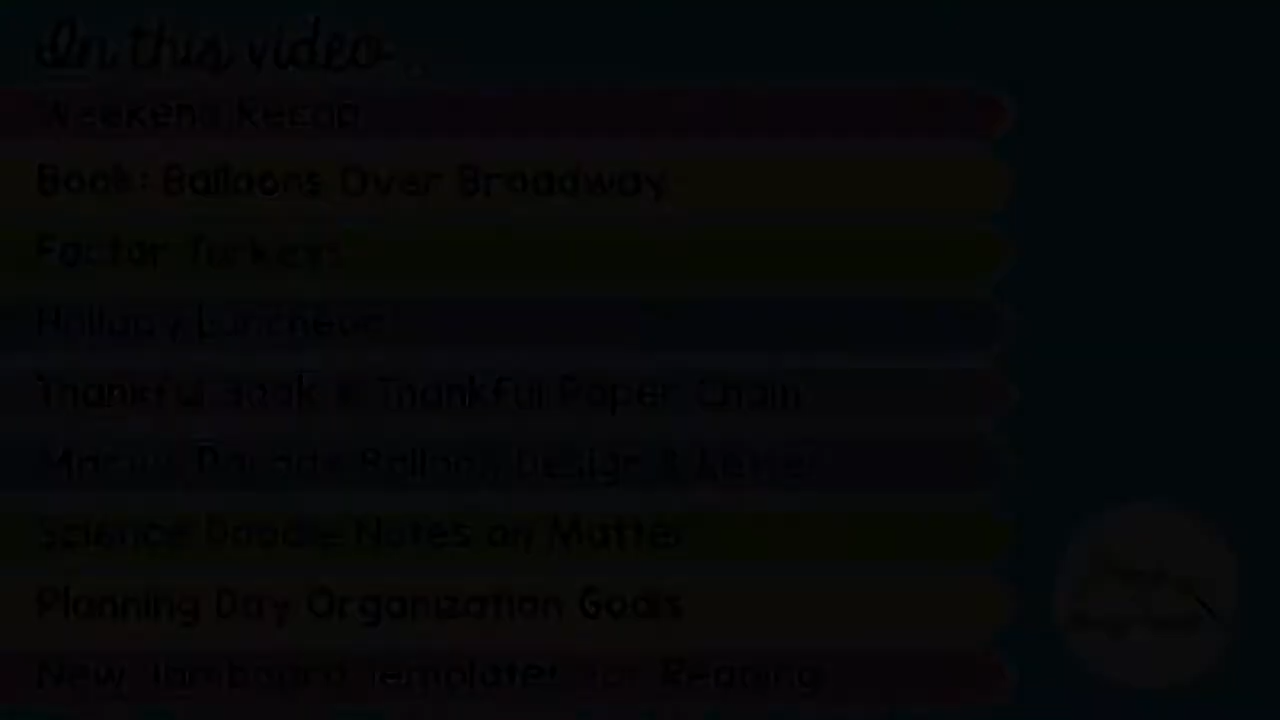 In this video
Weekend Recap
Book: Balloons Over Broadway
Factor Turkeys
Holiday Luncheon
Thankful Book & Thankful Paper Chain
Macy's Parade Balloon Design &
Science Doodle Notes on Matter
Planning Day Organization Goals
New Jamboard Templates for Reading